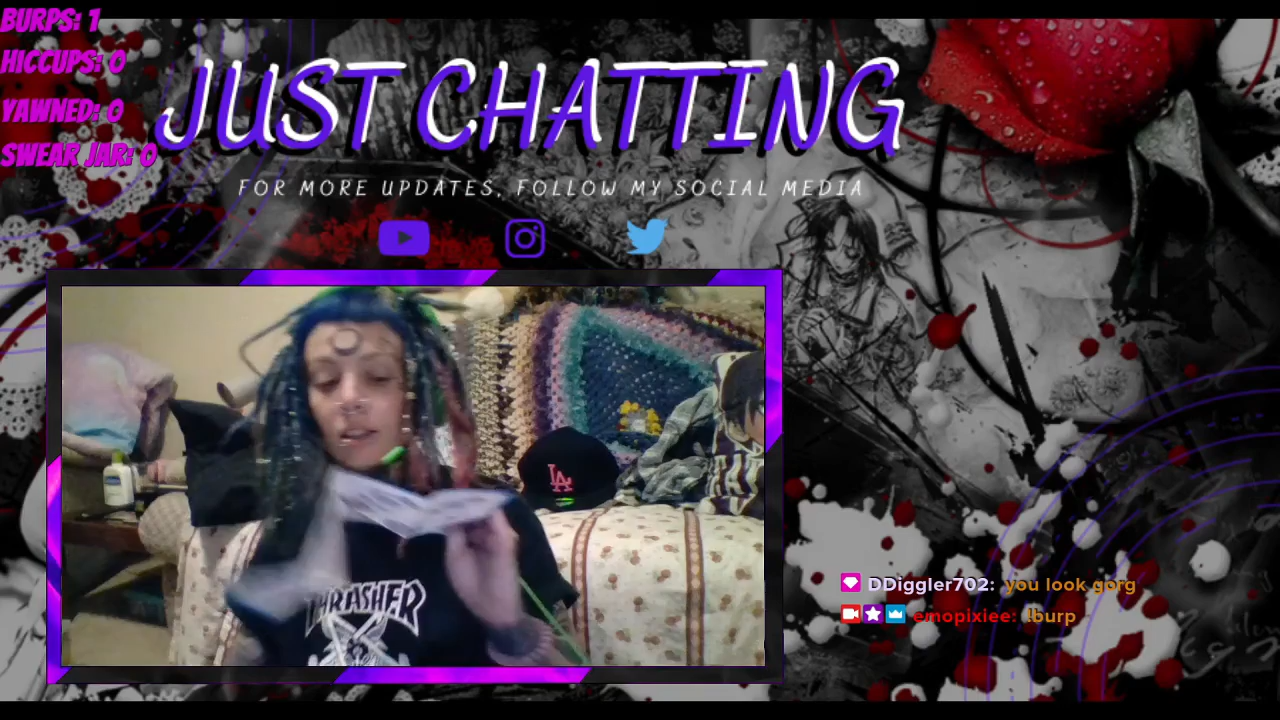 BURPS: 1
HICCUPS: 0
YAWNED: 0
SWEAR JAR: 0
JUST CHATTING
FOR MORE UPDATES, FOLLOW MY SOCIAL MEDIA
LA
THRASHER
DDiggler702: you look gorg
emopixiee: !burp